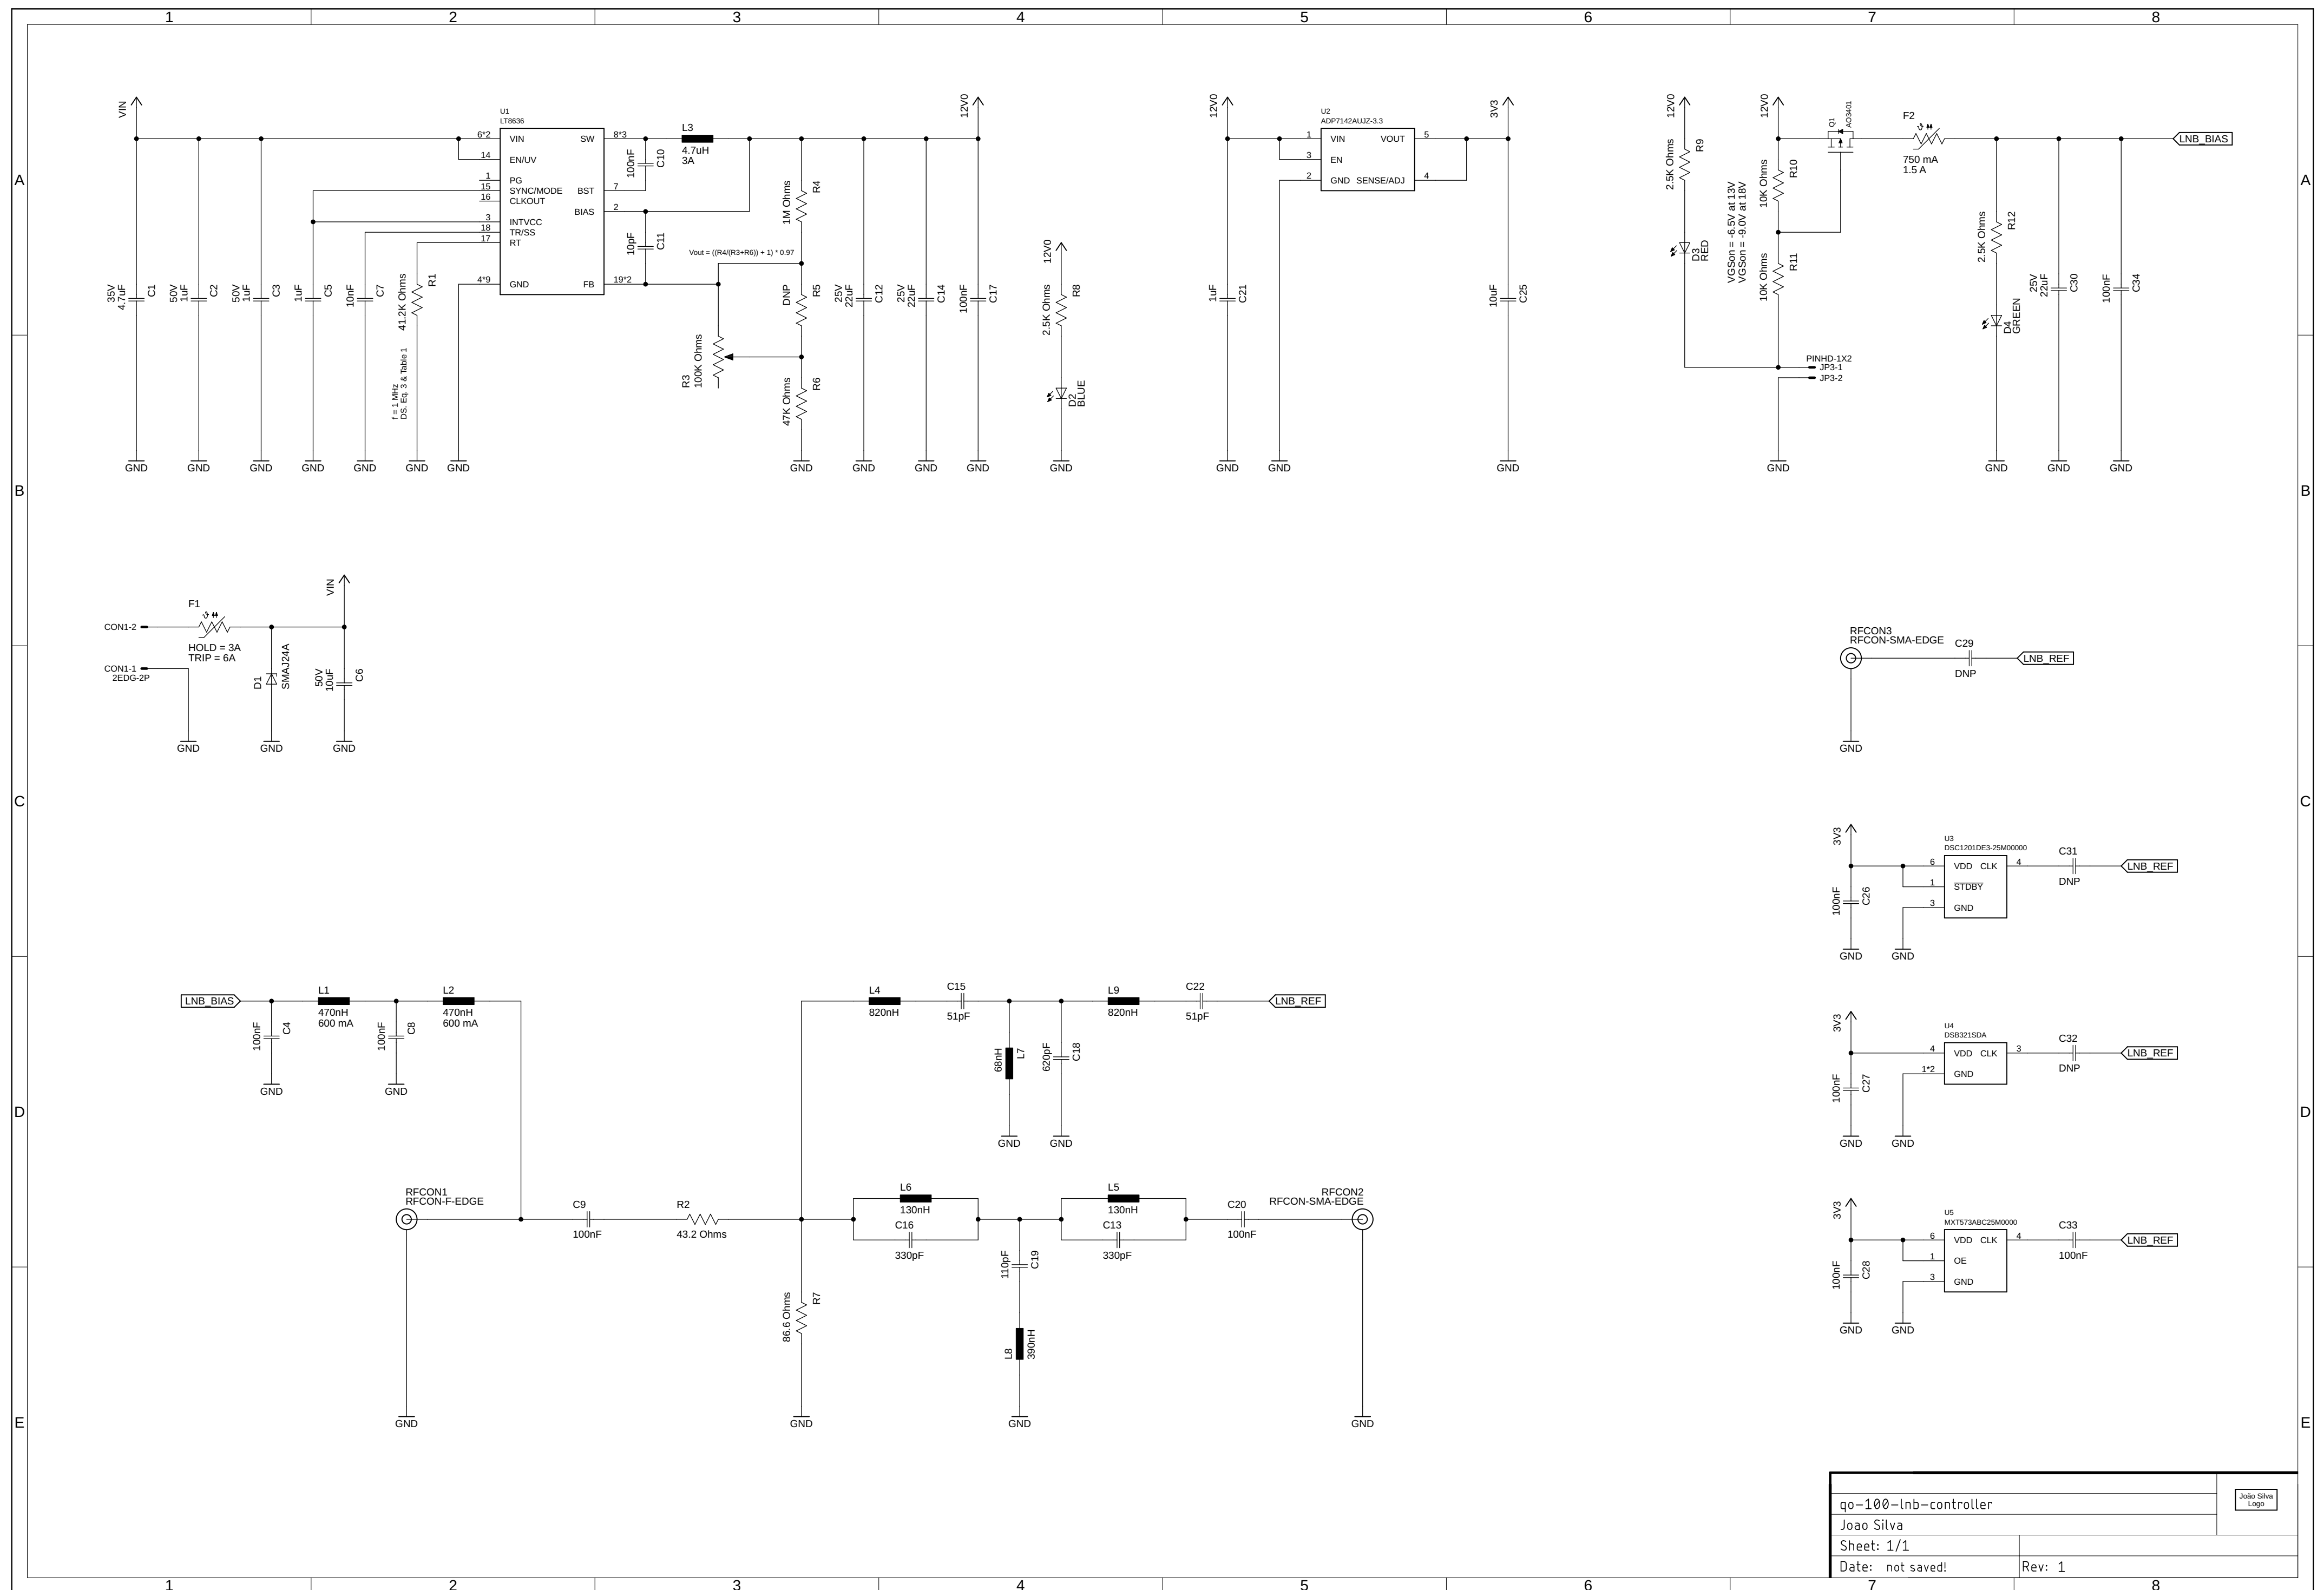 1 2 3 4 5 6 7 8
A
B
C
D
E
VIN
35V
4.7uF
C1
GND
50V
1uF
C2
GND
50V
1uF
C3
GND
1uF
C5
GND
10nF
C7
GND
41.2K Ohms
R1
f = 1 MHz
DS. Eq. 3 & Table 1
GND
GND
U1
LT8636
6*2 VIN SW 8*3
14 EN/UV
1 PG
15 SYNC/MODE BST 7
16 CLKOUT
BIAS 2
3 INTVCC
18 TR/SS
17 RT
4*9 GND FB 19*2
100nF
C10
10pF
C11
L3
4.7uH
3A
1M Ohms
R4
Vout = ((R4/(R3+R6)) + 1) * 0.97
DNP
R5
R3
100K Ohms
47K Ohms
R6
GND
25V
22uF
C12
GND
25V
22uF
C14
GND
12V0
100nF
C17
GND
12V0
2.5K Ohms
R8
D2
BLUE
GND
12V0
1uF
C21
GND
GND
U2
ADP7142AUJZ-3.3
1 VIN VOUT 5
3 EN
2 GND SENSE/ADJ 4
3V3
10uF
C25
GND
12V0
2.5K Ohms
R9
D3
RED
VGSon = -6.5V at 13V
VGSon = -9.0V at 18V
12V0
10K Ohms
R10
10K Ohms
R11
PINHD-1X2
JP3-1
JP3-2
GND
Q1
AO3401
F2
750 mA
1.5 A
2.5K Ohms
R12
D4
GREEN
GND
25V
22uF
C30
GND
100nF
C34
GND
LNB_BIAS
CON1-2
CON1-1
2EDG-2P
GND
F1
HOLD = 3A
TRIP = 6A
D1
SMAJ24A
GND
VIN
50V
10uF
C6
GND
RFCON3
RFCON-SMA-EDGE
C29
DNP
LNB_REF
GND
3V3
100nF
C26
GND
GND
U3
DSC1201DE3-25M00000
6 VDD CLK 4
1 STDBY
3 GND
C31
DNP
LNB_REF
LNB_BIAS
100nF
C4
GND
L1
470nH
600 mA
100nF
C8
GND
L2
470nH
600 mA
L4
820nH
C15
51pF
68nH
L7
GND
620pF
C18
GND
L9
820nH
C22
51pF
LNB_REF
3V3
100nF
C27
GND
GND
U4
DSB321SDA
4 VDD CLK 3
1*2 GND
C32
DNP
LNB_REF
RFCON1
RFCON-F-EDGE
GND
C9
100nF
R2
43.2 Ohms
86.6 Ohms
R7
GND
L6
130nH
C16
330pF
110pF
C19
L8
390nH
GND
L5
130nH
C13
330pF
C20
100nF
RFCON2
RFCON-SMA-EDGE
GND
3V3
100nF
C28
GND
GND
U5
MXT573ABC25M0000
6 VDD CLK 4
1 OE
3 GND
C33
100nF
LNB_REF
qo-100-lnb-controller
Joao Silva
Sheet: 1/1
Date: not saved!
Rev: 1
João Silva
Logo
A
B
C
D
E
1 2 3 4 5 6 7 8